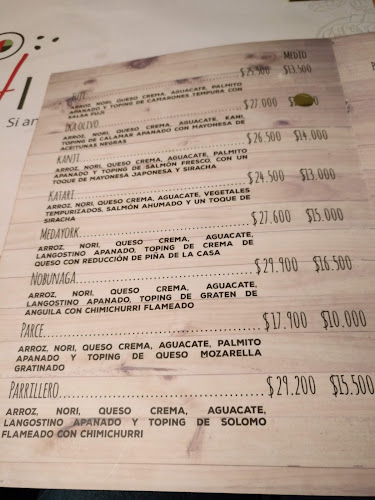 MEDIO
FUJI $25.900 $13.500
ARROZ, NORI, QUESO CREMA, AGUACATE, PALMITO
APANADO Y TOPING DE CAMARONES TEMPURA CON
SALSA FUJI
$27.000
ARROZ, NORI, QUESO CREMA, AGUACATE, KANI,
TOPING DE CALAMAR APANADO CON MAYONESA DE
ACEITUNAS NEGRAS
KANJI $26.500 $14.000
ARROZ, NORI, QUESO CREMA, AGUACATE, PALMITO
APANADO Y TOPING DE SALMÓN FRESCO, CON UN
TOQUE DE MAYONESA JAPONESA Y SIRACHA
KATARI $24.500 $13.000
ARROZ, NORI, QUESO CREMA, AGUACATE, VEGETALES
TEMPURIZADOS, SALMÓN AHUMADO Y UN TOQUE DE
SIRACHA
MEDAYORK $27.600 $15.000
ARROZ, NORI, QUESO CREMA, AGUACATE,
LANGOSTINO APANADO, TOPING DE CREMA DE
QUESO CON REDUCCIÓN DE PIÑA DE LA CASA
NOBUNAGA $29.900 $16.500
ARROZ, NORI, QUESO CREMA, AGUACATE,
LANGOSTINO APANADO, TOPING DE GRATEN DE
ANGUILA CON CHIMICHURRI FLAMEADO
PARCE $17.900 $10.000
ARROZ, NORI, QUESO CREMA, AGUACATE, PALMITO
APANADO Y TOPING DE QUESO MOZARELLA
GRATINADO
PARRILLERO $29.200 $15.500
ARROZ, NORI, QUESO CREMA, AGUACATE,
LANGOSTINO APANADO Y TOPING DE SOLOMO
FLAMEADO CON CHIMICHURRI